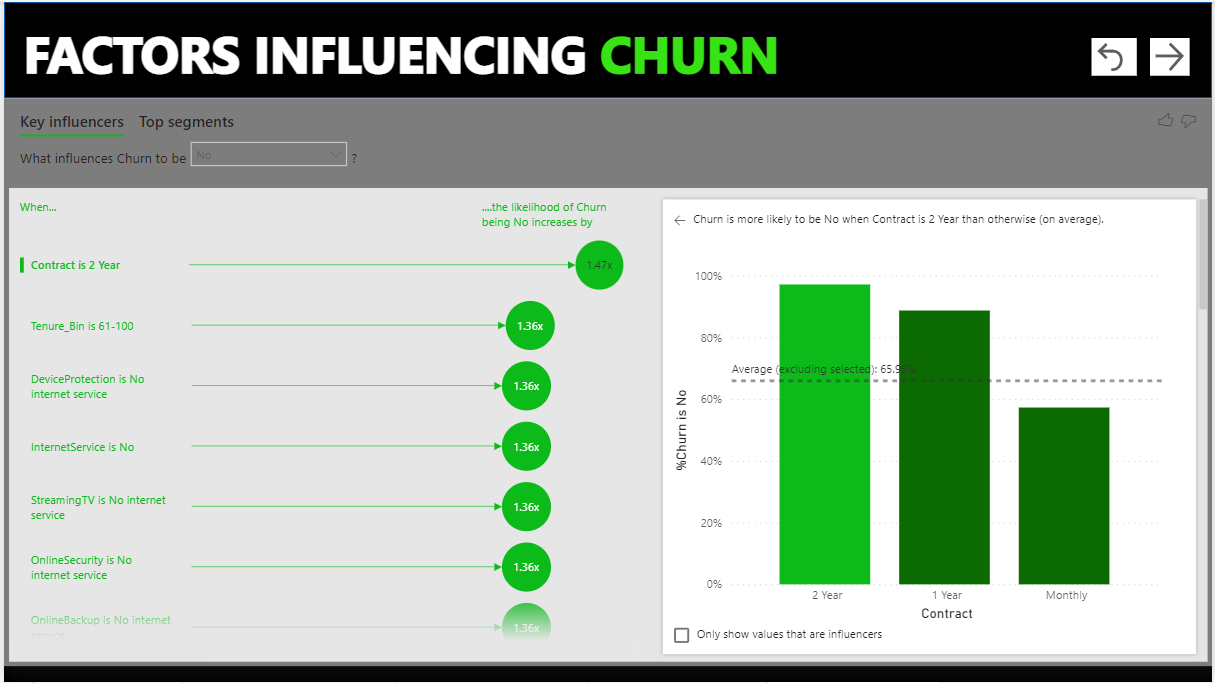 FACTORS INFLUENCING CHURN
Key influencers Top segments
What influences Churn to be No ?
When...
....the likelihood of Churn
being No increases by
Contract is 2 Year
1.47x
Tenure_Bin is 61-100
1.36x
DeviceProtection is No
internet service
1.36x
InternetService is No
1.36x
StreamingTV is No internet
service
1.36x
OnlineSecurity is No
internet service
1.36x
OnlineBackup is No internet
service
1.36x
Churn is more likely to be No when Contract is 2 Year than otherwise (on average).
%Churn is No
100%
80%
Average (excluding selected):
60%
40%
20%
0%
2 Year 1 Year Monthly
Contract
Only show values that are influencers